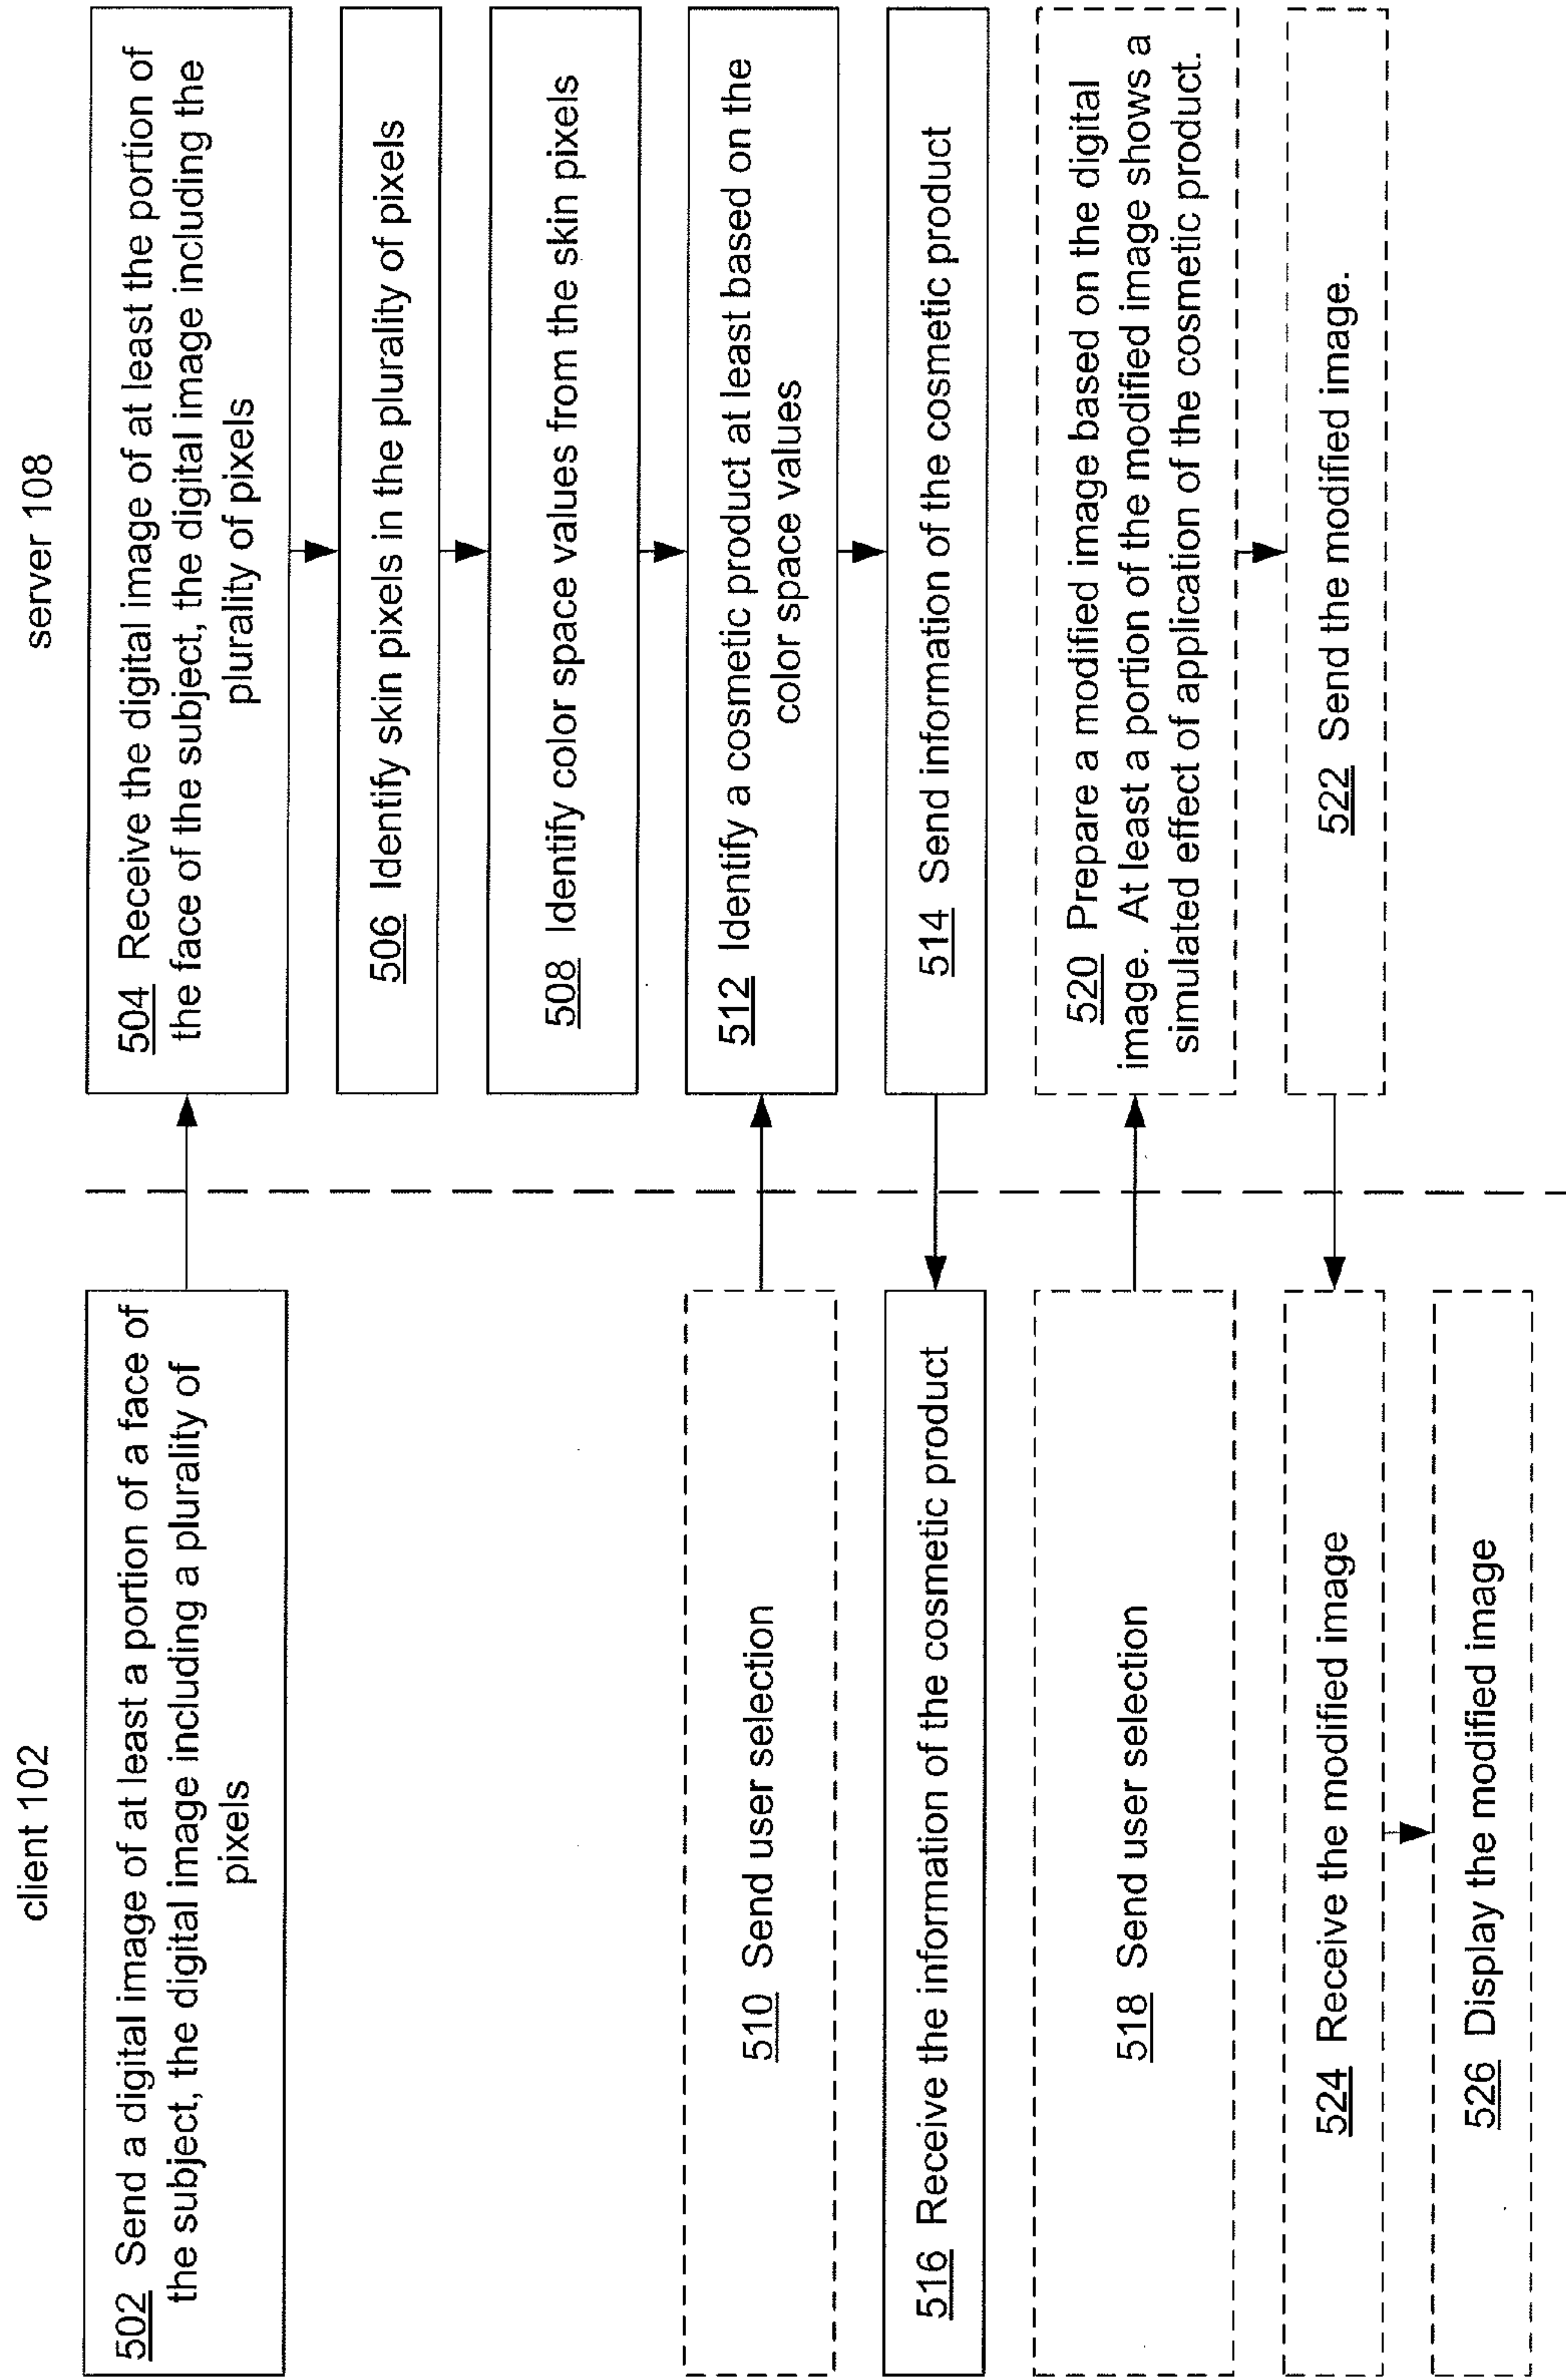 client 102
server 108
502 Send a digital image of at least a portion of a face of
the subject, the digital image including a plurality of
pixels
504 Receive the digital image of at least the portion of
the face of the subject, the digital image including the
plurality of pixels
506 Identify skin pixels in the plurality of pixels
508 Identify color space values from the skin pixels
510 Send user selection
512 Identify a cosmetic product at least based on the
color space values
514 Send information of the cosmetic product
516 Receive the information of the cosmetic product
518 Send user selection
520 Prepare a modified image based on the digital
image. At least a portion of the modified image shows a
simulated effect of application of the cosmetic product.
522 Send the modified image.
524 Receive the modified image
526 Display the modified image